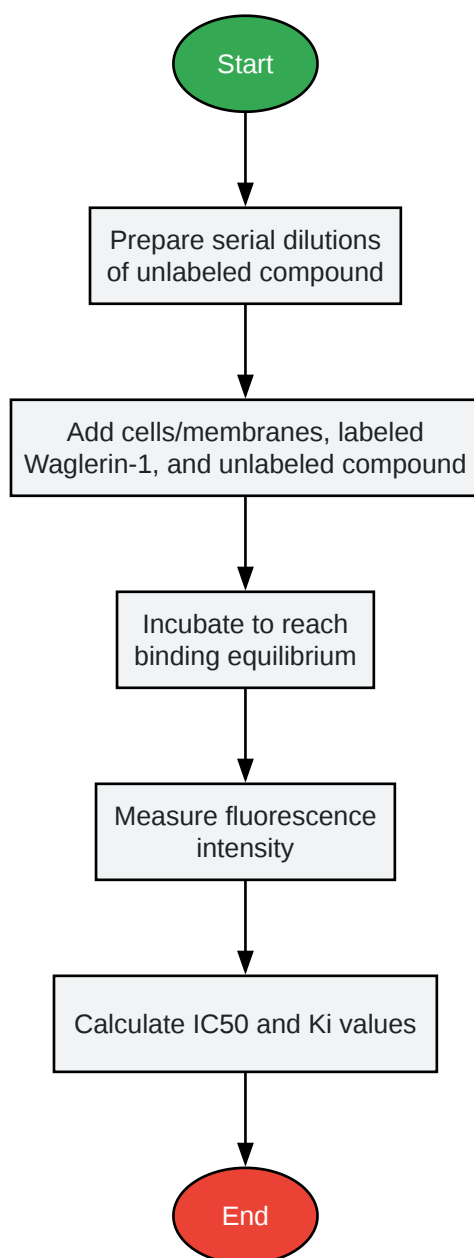 Start
Prepare serial dilutions
of unlabeled compound
Add cells/membranes, labeled
Waglerin-1, and unlabeled compound
Incubate to reach
binding equilibrium
Measure fluorescence
intensity
Calculate IC50 and Ki values
End